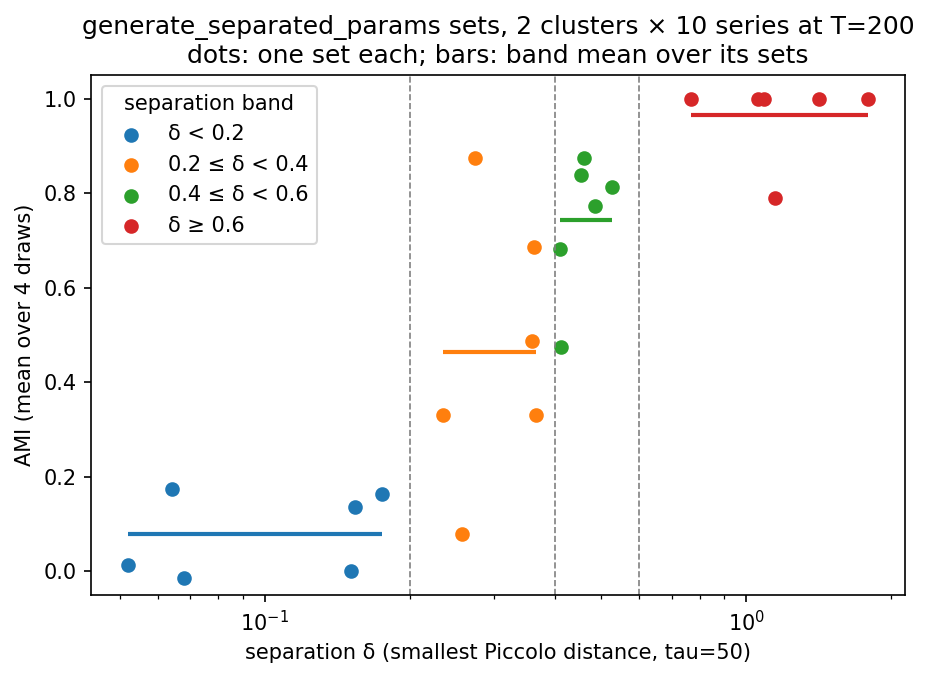 generate_separated_params sets, 2 clusters × 10 series at T=200
dots: one set each; bars: band mean over its sets
separation band
δ < 0.2
0.2 ≤ δ < 0.4
0.4 ≤ δ < 0.6
δ ≥ 0.6
AMI (mean over 4 draws)
1.0
0.8
0.6
0.4
0.2
0.0
10⁻¹
10⁰
separation δ (smallest Piccolo distance, tau=50)